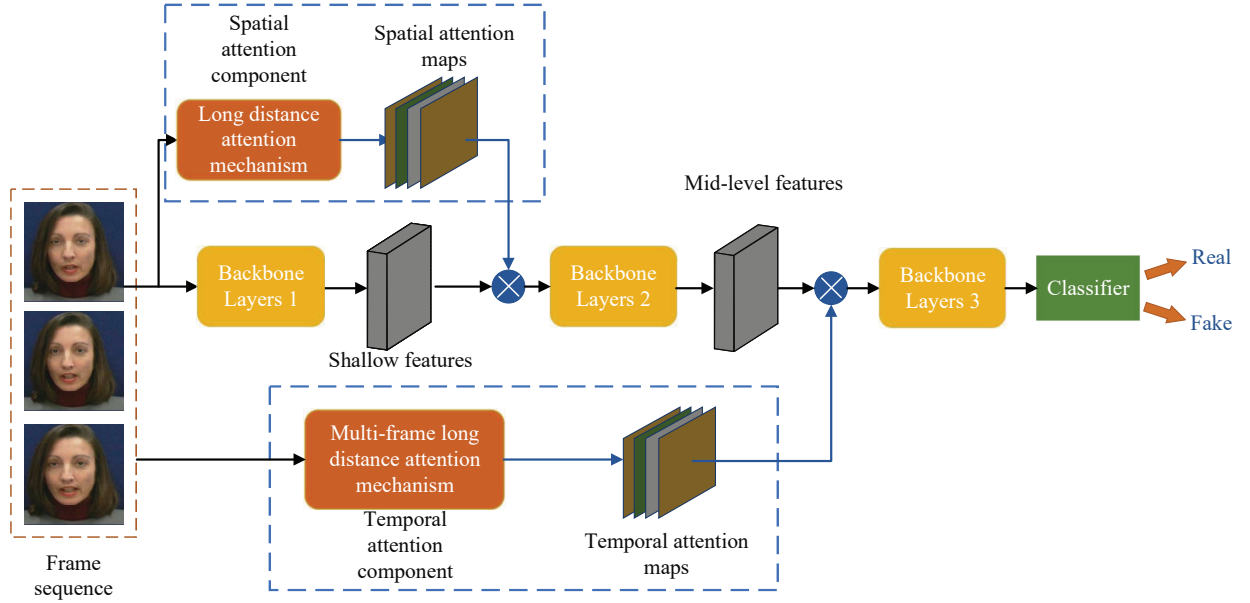 Spatial
attention
component
Spatial attention
maps
Long distance
attention
mechanism
Mid-level features
Backbone
Layers 1
Shallow features
Backbone
Layers 2
Backbone
Layers 3
Classifier
Real
Fake
Multi-frame long
distance attention
mechanism
Temporal
attention
component
Temporal attention
maps
Frame
sequence